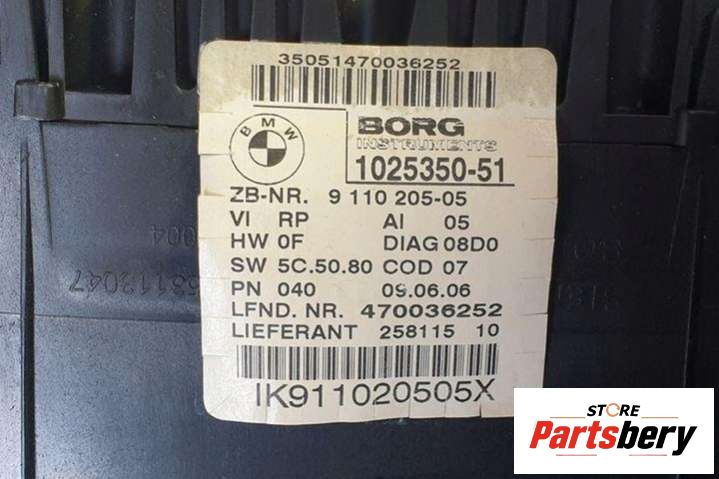 35051470036252
BMW
BORG
INSTRUMENTS
1025350-51
ZB-NR. 9 110 205-05
VI RP AI 05
HW 0F DIAG 08D0
SW 5C.50.80 COD 07
PN 040 09.06.06
LFND. NR. 470036252
LIEFERANT 258115 10
IK911020505X
STORE
Partsbery